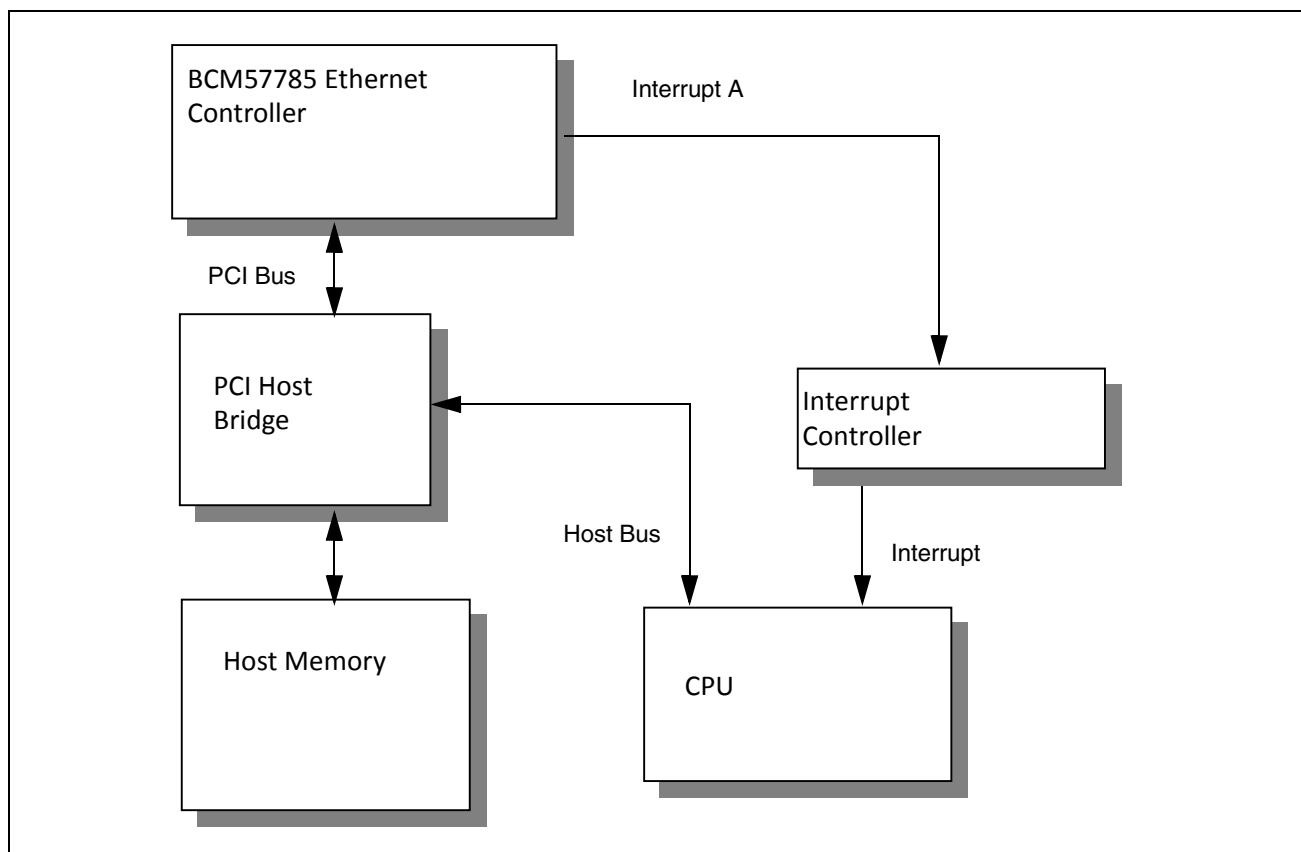 BCM57785 Ethernet
Controller
Interrupt A
PCI Bus
PCI Host
Bridge
Interrupt
Controller
Host Bus
Interrupt
Host Memory
CPU